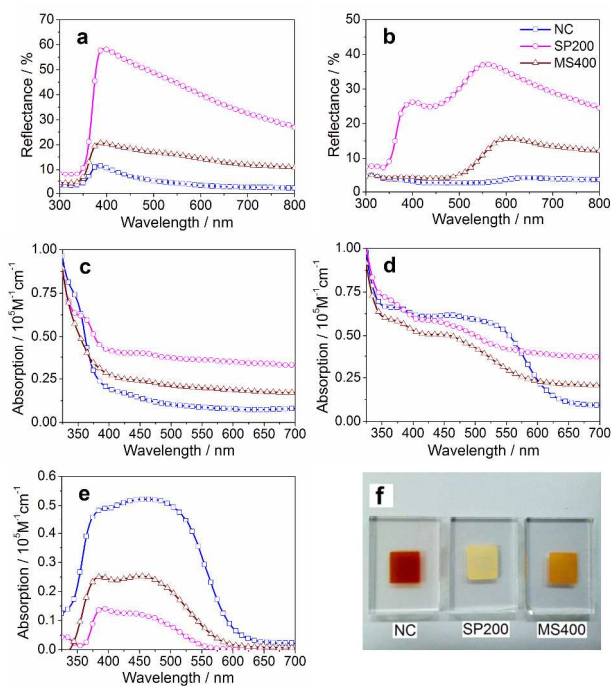 a
Reflectance / %
70
60
50
40
30
20
10
0
300 400 500 600 700 800
Wavelength / nm
b
NC
SP200
MS400
Reflectance / %
50
40
30
20
10
0
300 400 500 600 700 800
Wavelength / nm
c
Absorption / 10⁵M⁻¹cm⁻¹
1.00
0.75
0.50
0.25
0.00
350 400 450 500 550 600 650 700
Wavelength / nm
d
Absorption / 10⁵M⁻¹cm⁻¹
1.00
0.75
0.50
0.25
0.00
350 400 450 500 550 600 650 700
Wavelength / nm
e
Absorption / 10⁵M⁻¹cm⁻¹
0.6
0.5
0.4
0.3
0.2
0.1
0.0
350 400 450 500 550 600 650 700
Wavelength / nm
f
NC SP200 MS400